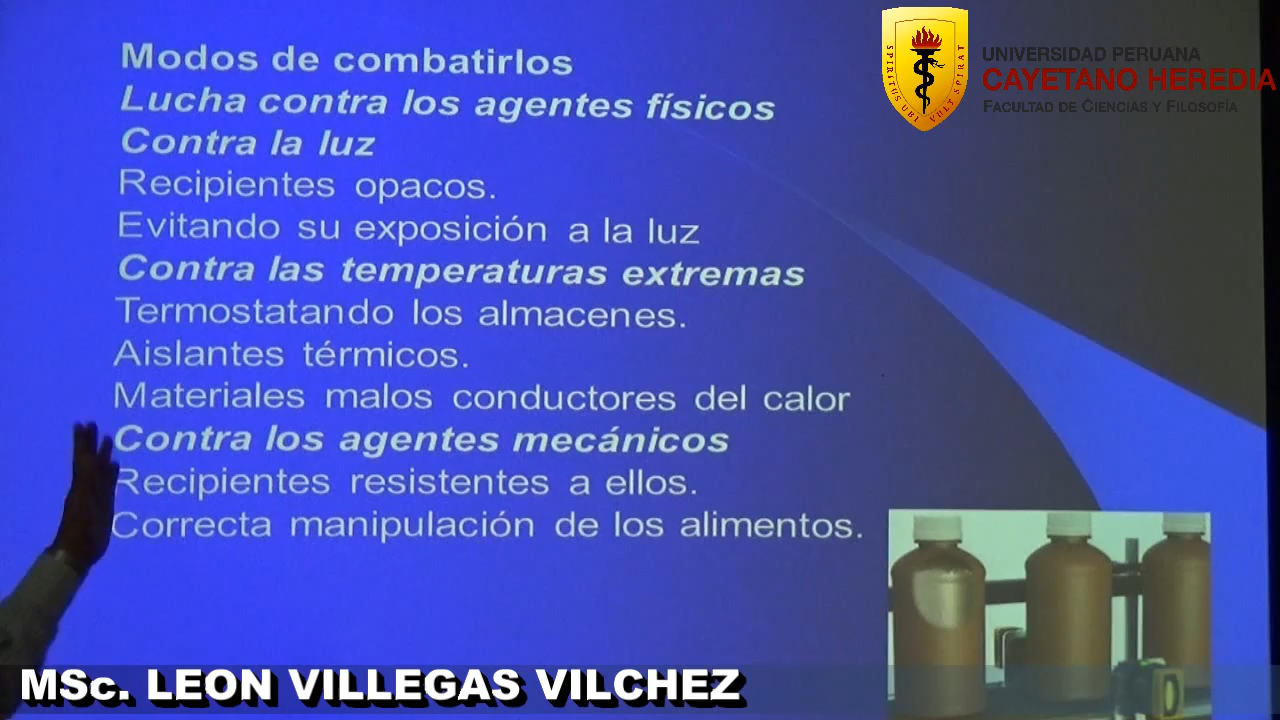 Modos de combatirlos
Lucha contra los agentes físicos
Contra la luz
Recipientes opacos.
Evitando su exposición a la luz
Contra las temperaturas extremas
Termostatando los almacenes.
Aislantes térmicos.
Materiales malos conductores del calor
Contra los agentes mecánicos
Recipientes resistentes a ellos.
Correcta manipulación de los alimentos.
SPIRITUS UBI VULT SPIRAT
UNIVERSIDAD PERUANA
CAYETANO HEREDIA
FACULTAD DE CIENCIAS Y FILOSOFÍA
MSc. LEON VILLEGAS VILCHEZ